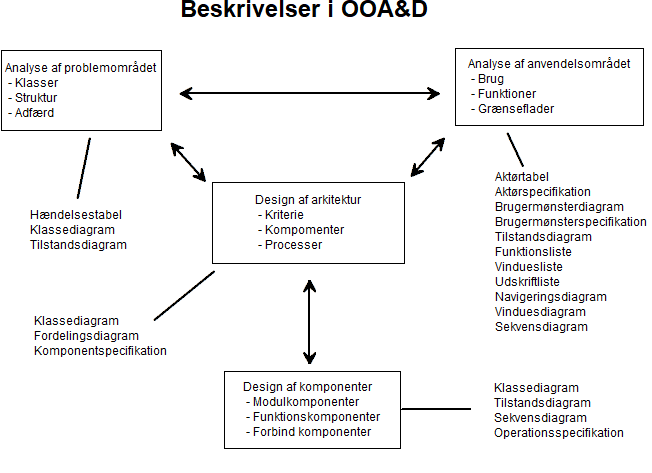 Beskrivelser i OOA&D
Analyse af problemområdet
- Klasser
- Struktur
- Adfærd
Analyse af anvendelsområdet
- Brug
- Funktioner
- Grænseflader
Hændelsestabel
Klassediagram
Tilstandsdiagram
Design af arkitektur
- Kriterie
- Kompomenter
- Processer
Aktørtabel
Aktørspecifikation
Brugermønsterdiagram
Brugermønsterspecifikation
Tilstandsdiagram
Funktionsliste
Vinduesliste
Udskriftliste
Navigeringsdiagram
Vinduesdiagram
Sekvensdiagram
Klassediagram
Fordelingsdiagram
Komponentspecifikation
Design af komponenter
- Modulkomponenter
- Funktionskomponenter
- Forbind komponenter
Klassediagram
Tilstandsdiagram
Sekvensdiagram
Operationsspecifikation